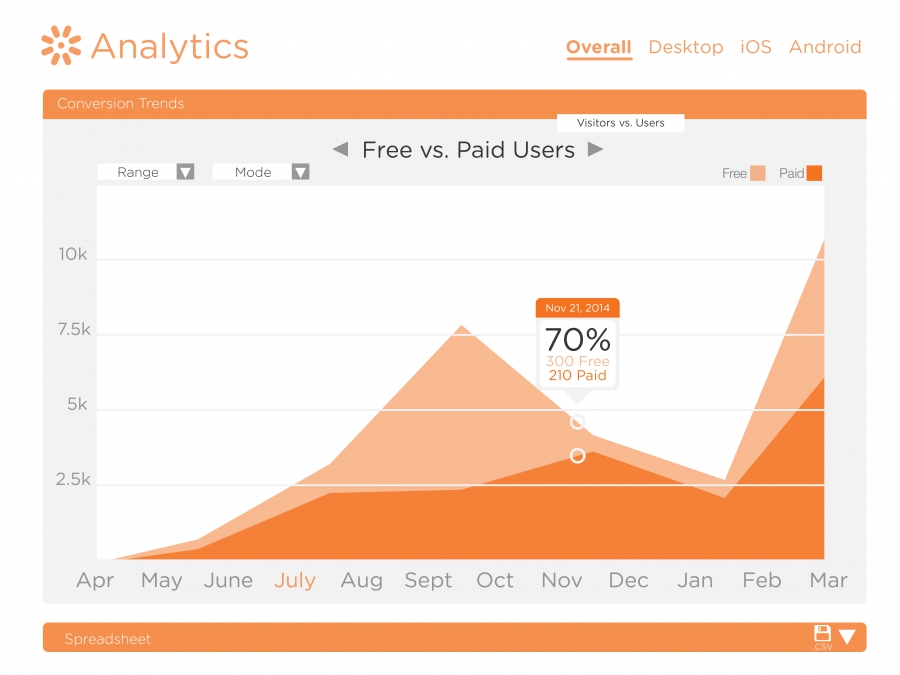 Analytics
Overall Desktop iOS Android
Conversion Trends
Visitors vs. Users
Free vs. Paid Users
Range Mode
Free Paid
10k
7.5k
5k
2.5k
Nov 21, 2014
70%
300 Free
210 Paid
Apr May June July Aug Sept Oct Nov Dec Jan Feb Mar
Spreadsheet
.CSV